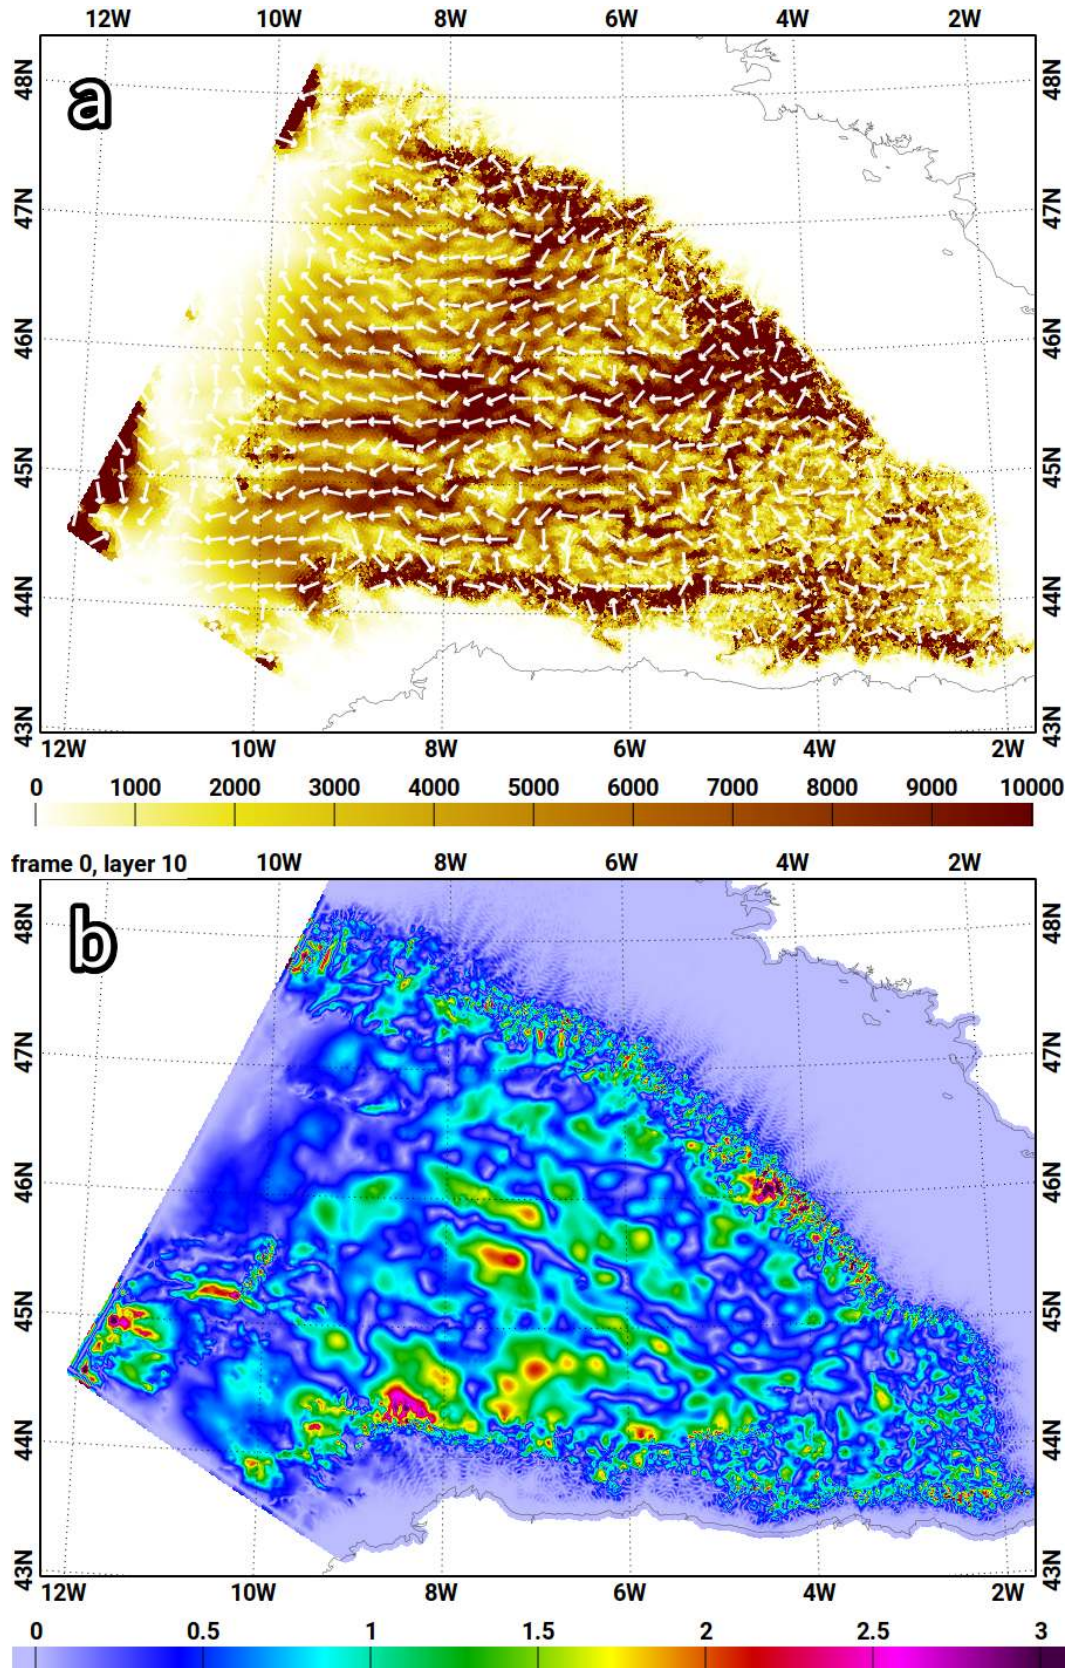 12W 10W 8W 6W 4W 2W
a
48N 48N
47N 47N
46N 46N
45N 45N
44N 44N
43N 43N
12W 10W 8W 6W 4W 2W
0 1000 2000 3000 4000 5000 6000 7000 8000 9000 10000
frame 0, layer 10 10W 8W 6W 4W 2W
b
48N 48N
47N 47N
46N 46N
45N 45N
44N 44N
43N 43N
12W 10W 8W 6W 4W 2W
0 0.5 1 1.5 2 2.5 3